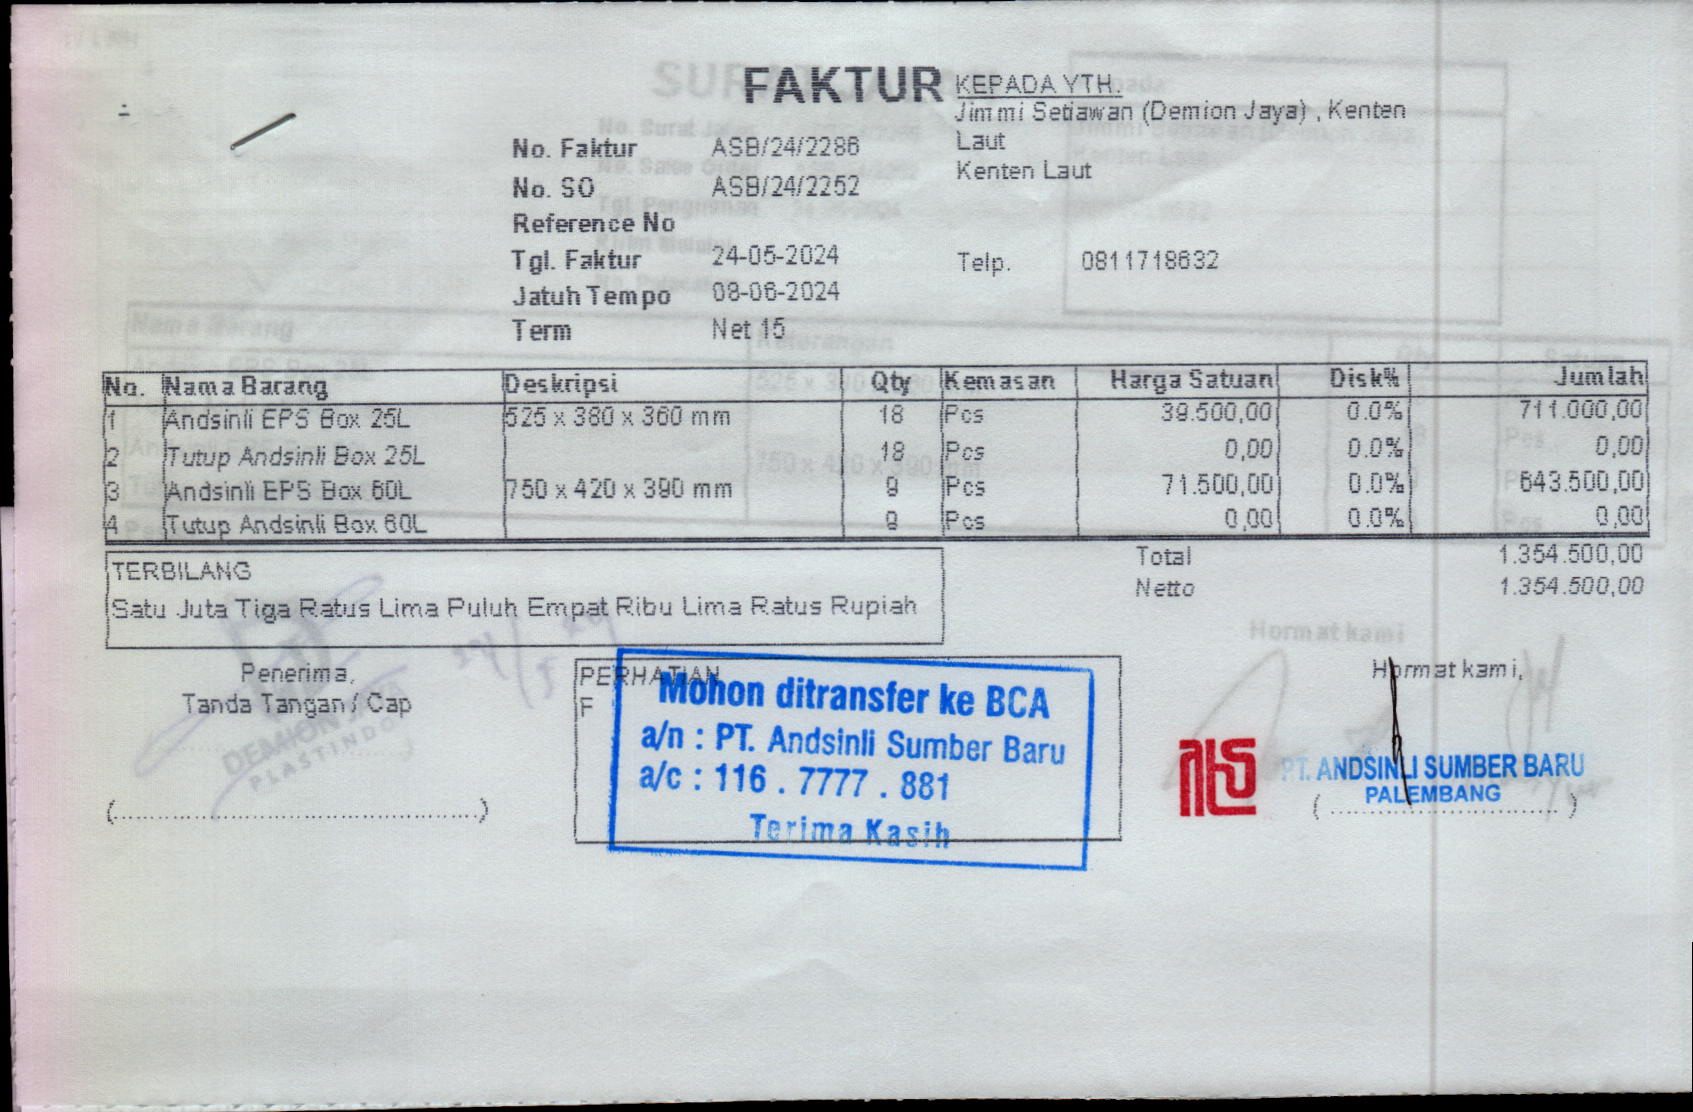 FAKTUR
KEPADA YTH.
Jimmi Setiawan (Demion Jaya) , Kenten
Laut
Kenten Laut
No. Faktur ASB/24/2286
No. SO ASB/24/2252
Reference No
Tgl. Faktur 24-05-2024
Telp. 0811718632
Jatuh Tempo 08-06-2024
Term Net 15
No. Nama Barang Deskripsi Qty Kemasan Harga Satuan Disk% Jumlah
1 Andsinli EPS Box 25L 525 x 380 x 360 mm 18 Pcs 39.500,00 0.0% 711.000,00
2 Tutup Andsinli Box 25L 18 Pcs 0,00 0.0% 0,00
3 Andsinli EPS Box 60L 750 x 420 x 390 mm 9 Pcs 71.500,00 0.0% 643.500,00
4 Tutup Andsinli Box 60L 9 Pcs 0,00 0.0% 0,00
Total 1.354.500,00
Netto 1.354.500,00
TERBILANG
Satu Juta Tiga Ratus Lima Puluh Empat Ribu Lima Ratus Rupiah
Penerima,
Tanda Tangan / Cap
DEMION
PLASTINDO
(................................................)
PERHATIAN
F
Mohon ditransfer ke BCA
a/n : PT. Andsinli Sumber Baru
a/c : 116 . 7777 . 881
Terima Kasih
Hormat kami
Hormat kami,
PT. ANDSINLI SUMBER BARU
PALEMBANG
(..............................)